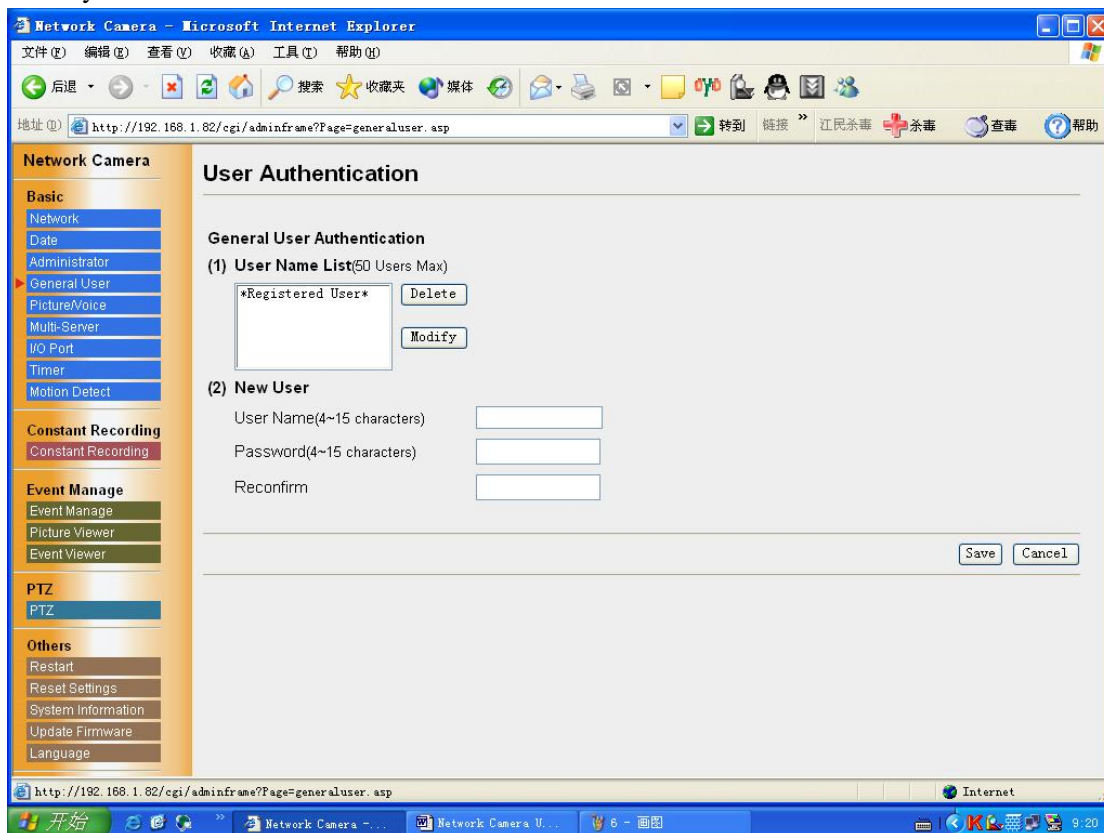 Network Camera - Microsoft Internet Explorer
文件(F) 编辑(E) 查看(V) 收藏(A) 工具(T) 帮助(H)
后退 搜索 收藏夹 媒体
地址(D) http://192.168.1.82/cgi/adminframe?Page=generaluser.asp 转到 链接 » 江民杀毒 杀毒 查毒 帮助
Network Camera
Basic
Network
Date
Administrator
General User
Picture/Voice
Multi-Server
I/O Port
Timer
Motion Detect
Constant Recording
Constant Recording
Event Manage
Event Manage
Picture Viewer
Event Viewer
PTZ
PTZ
Others
Restart
Reset Settings
System Information
Update Firmware
Language
User Authentication
General User Authentication
(1) User Name List(50 Users Max)
*Registered User* Delete
Modify
(2) New User
User Name(4~15 characters)
Password(4~15 characters)
Reconfirm
Save Cancel
http://192.168.1.82/cgi/adminframe?Page=generaluser.asp Internet
开始 » Network Camera -... Network Camera U... 6 - 画图 9:20